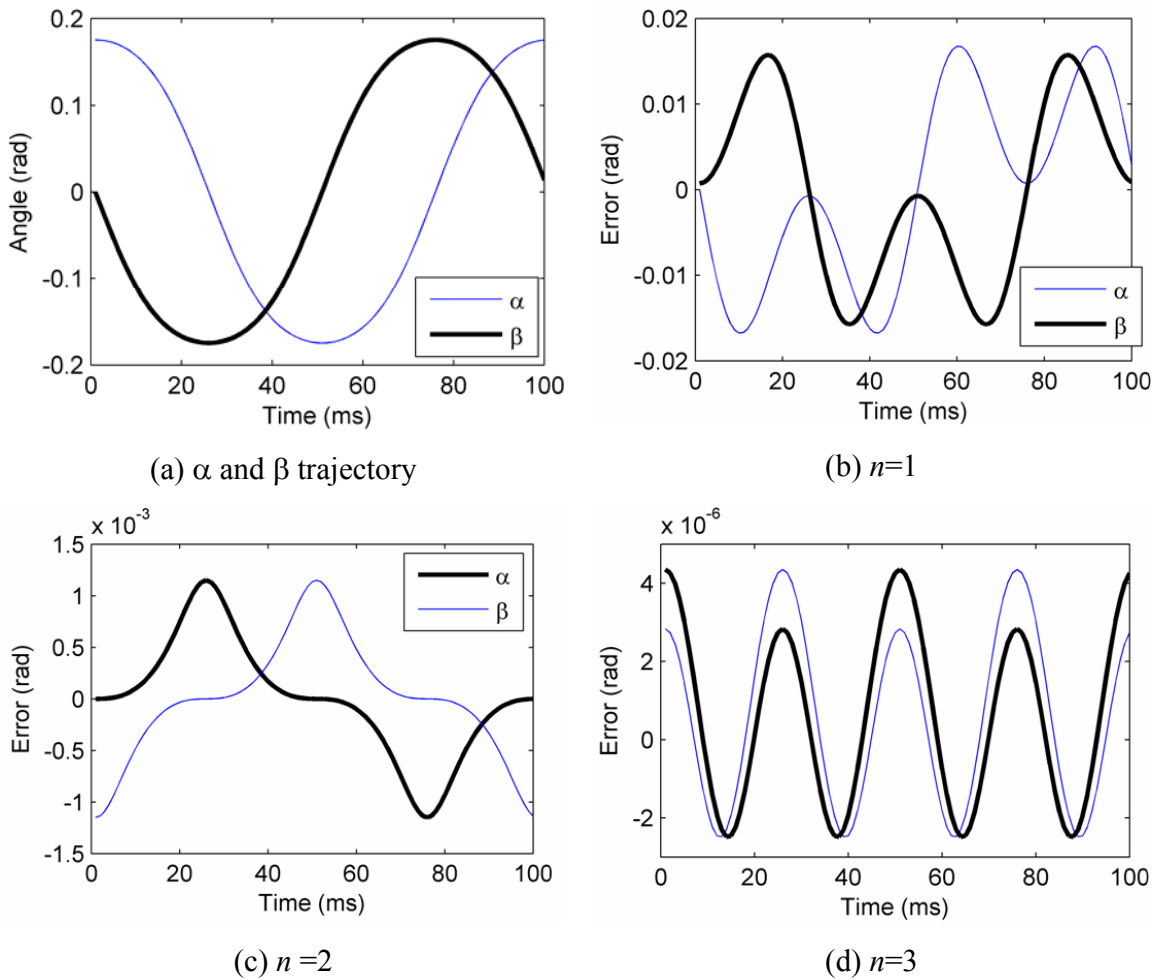 0.2
0.1
0
-0.1
-0.2
Angle (rad)
0 20 40 60 80 100
Time (ms)
α
β
(a) α and β trajectory
0.02
0.01
0
-0.01
-0.02
Error (rad)
0 20 40 60 80 100
Time (ms)
α
β
(b) n=1
x 10⁻³
1.5
1
0.5
0
-0.5
-1
-1.5
Error (rad)
0 20 40 60 80 100
Time (ms)
α
β
(c) n =2
x 10⁻⁶
4
2
0
-2
Error (rad)
0 20 40 60 80 100
Time (ms)
(d) n=3